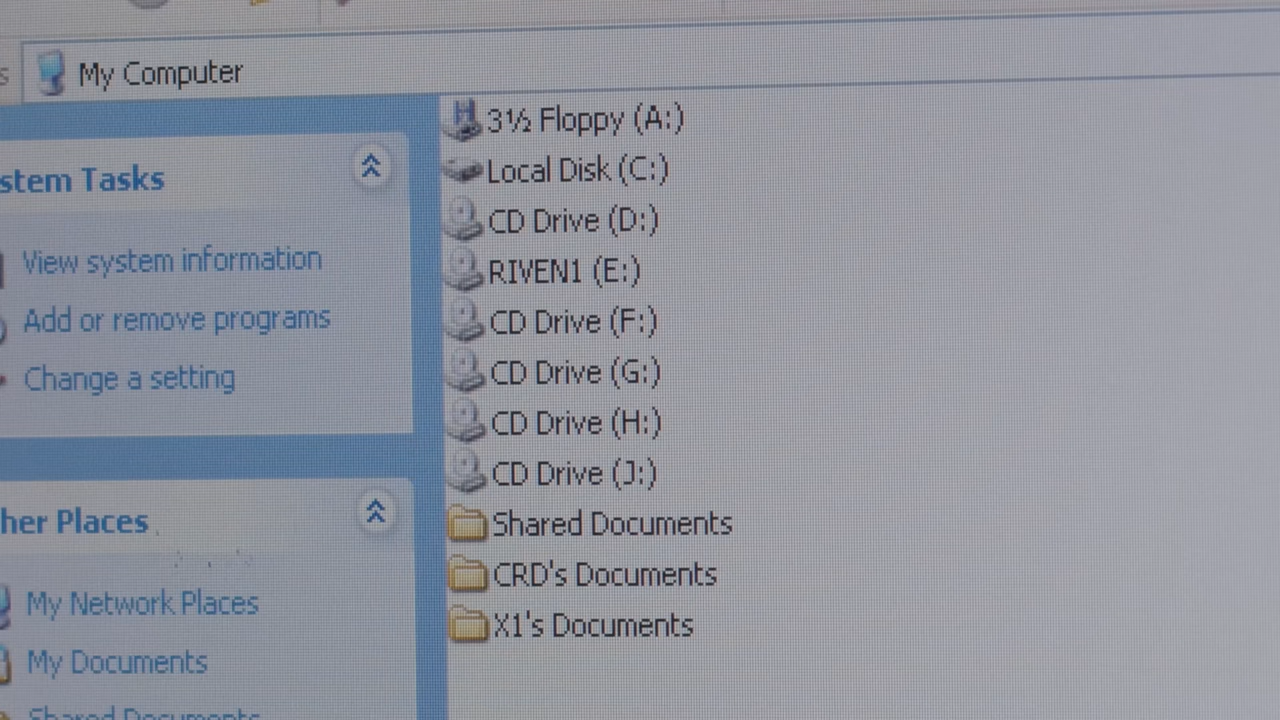 s My Computer
stem Tasks
View system information
Add or remove programs
Change a setting
her Places
My Network Places
My Documents
Shared Documents
3½ Floppy (A:)
Local Disk (C:)
CD Drive (D:)
RIVEN1 (E:)
CD Drive (F:)
CD Drive (G:)
CD Drive (H:)
CD Drive (J:)
Shared Documents
CRD's Documents
X1's Documents